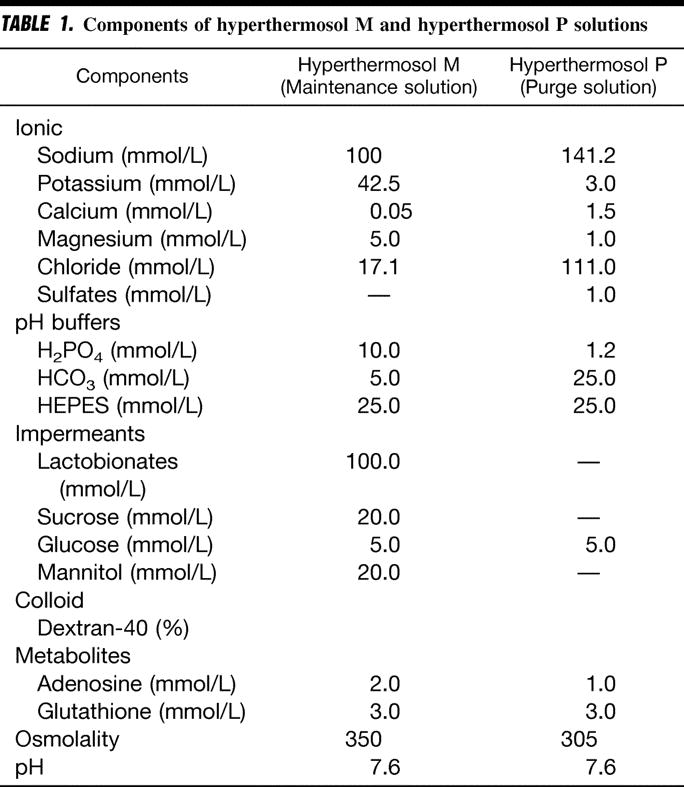 TABLE 1. Components of hyperthermosol M and hyperthermosol P solutions
Components Hyperthermosol M (Maintenance solution) Hyperthermosol P (Purge solution)
Ionic
Sodium (mmol/L) 100 141.2
Potassium (mmol/L) 42.5 3.0
Calcium (mmol/L) 0.05 1.5
Magnesium (mmol/L) 5.0 1.0
Chloride (mmol/L) 17.1 111.0
Sulfates (mmol/L) — 1.0
pH buffers
H₂PO₄ (mmol/L) 10.0 1.2
HCO₃ (mmol/L) 5.0 25.0
HEPES (mmol/L) 25.0 25.0
Impermeants
Lactobionates 100.0 —
(mmol/L)
Sucrose (mmol/L) 20.0 —
Glucose (mmol/L) 5.0 5.0
Mannitol (mmol/L) 20.0 —
Colloid
Dextran-40 (%)
Metabolites
Adenosine (mmol/L) 2.0 1.0
Glutathione (mmol/L) 3.0 3.0
Osmolality 350 305
pH 7.6 7.6